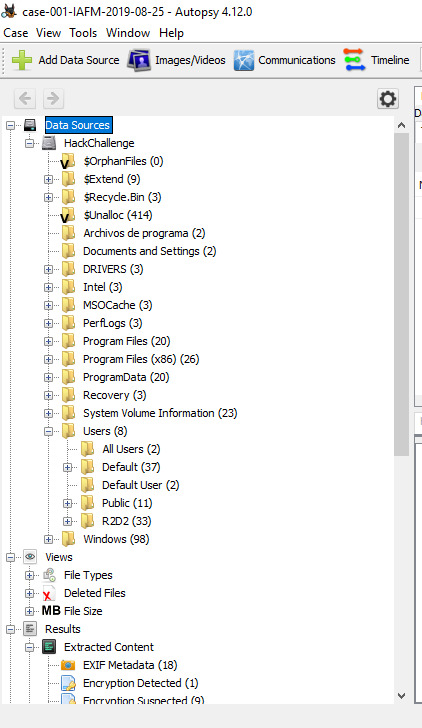 case-001-IAFM-2019-08-25 - Autopsy 4.12.0
Case View Tools Window Help
Add Data Source Images/Videos Communications Timeline
Data Sources
HackChallenge
$OrphanFiles (0)
$Extend (9)
$Recycle.Bin (3)
$Unalloc (414)
Archivos de programa (2)
Documents and Settings (2)
DRIVERS (3)
Intel (3)
MSOCache (3)
PerfLogs (3)
Program Files (20)
Program Files (x86) (26)
ProgramData (20)
Recovery (3)
System Volume Information (23)
Users (8)
All Users (2)
Default (37)
Default User (2)
Public (11)
R2D2 (33)
Windows (98)
Views
File Types
Deleted Files
MB File Size
Results
Extracted Content
EXIF Metadata (18)
Encryption Detected (1)
Encryption Suspected (9)